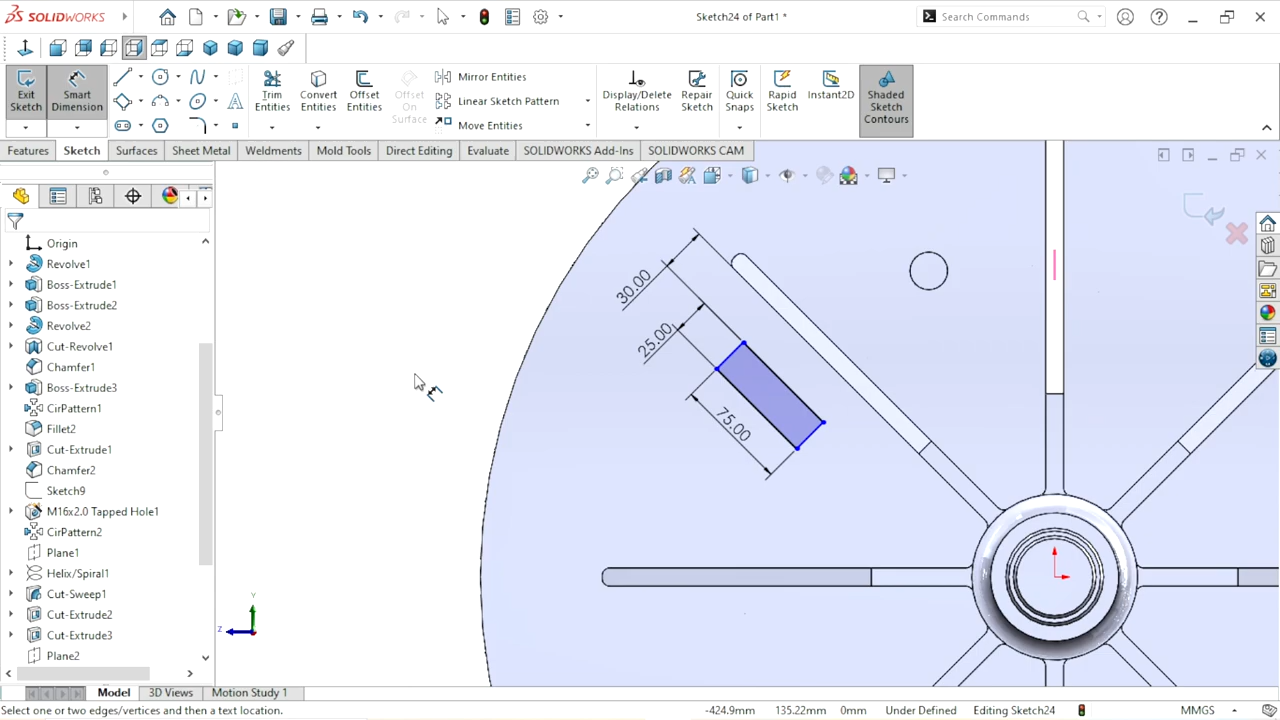 SOLIDWORKS
Sketch24 of Part1 *
Search Commands
Exit Sketch
Smart Dimension
Trim Entities
Convert Entities
Offset Entities
Offset On Surface
Mirror Entities
Linear Sketch Pattern
Move Entities
Display/Delete Relations
Repair Sketch
Quick Snaps
Rapid Sketch
Instant2D
Shaded Sketch Contours
Features
Sketch
Surfaces
Sheet Metal
Weldments
Mold Tools
Direct Editing
Evaluate
SOLIDWORKS Add-Ins
SOLIDWORKS CAM
Origin
Revolve1
Boss-Extrude1
Boss-Extrude2
Revolve2
Cut-Revolve1
Chamfer1
Boss-Extrude3
CirPattern1
Fillet2
Cut-Extrude1
Chamfer2
Sketch9
M16x2.0 Tapped Hole1
CirPattern2
Plane1
Helix/Spiral1
Cut-Sweep1
Cut-Extrude2
Cut-Extrude3
Plane2
30.00
25.00
75.00
Y
Z
Model
3D Views
Motion Study 1
Select one or two edges/vertices and then a text location.
-424.9mm
135.22mm
0mm
Under Defined
Editing Sketch24
MMGS